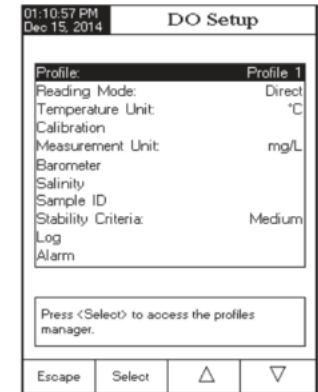 01:10:57 PM
Dec 15, 2014
DO Setup
Profile: Profile 1
Reading Mode: Direct
Temperature Unit: °C
Calibration
Measurement Unit: mg/L
Barometer
Salinity
Sample ID
Stability Criteria: Medium
Log
Alarm
Press <Select> to access the profiles
manager.
Escape Select △ ▽